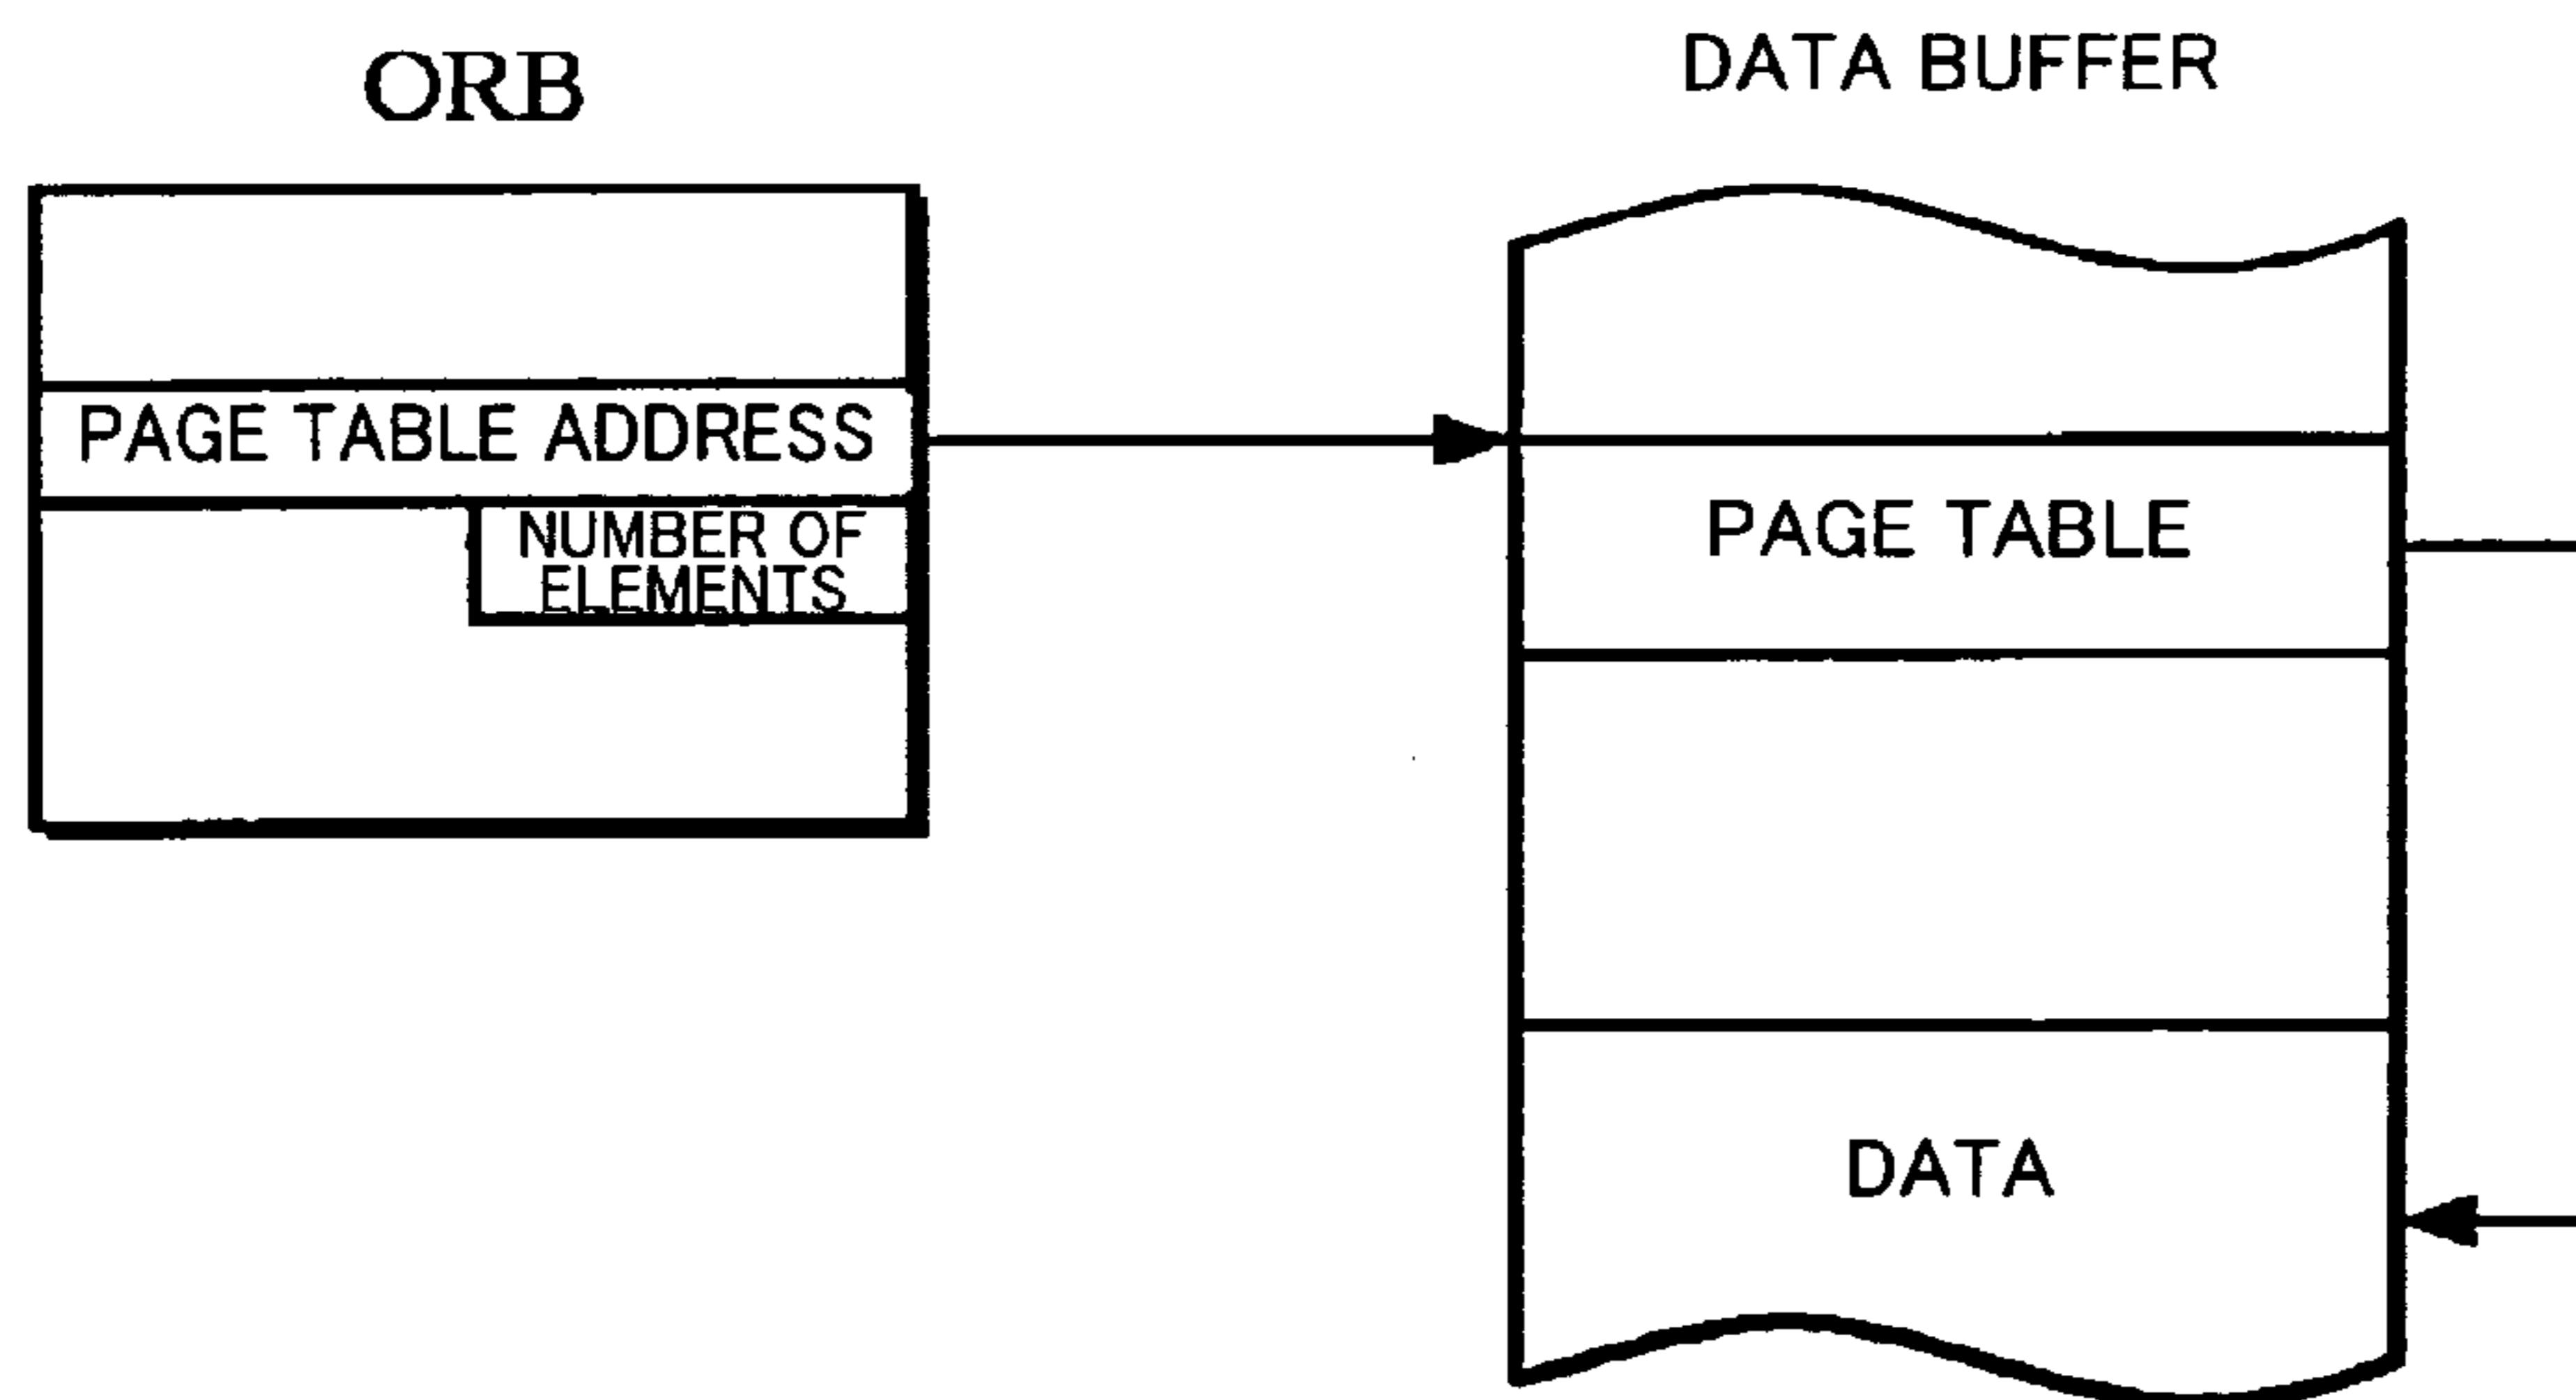 ORB
DATA BUFFER
PAGE TABLE ADDRESS
NUMBER OF
ELEMENTS
PAGE TABLE
DATA